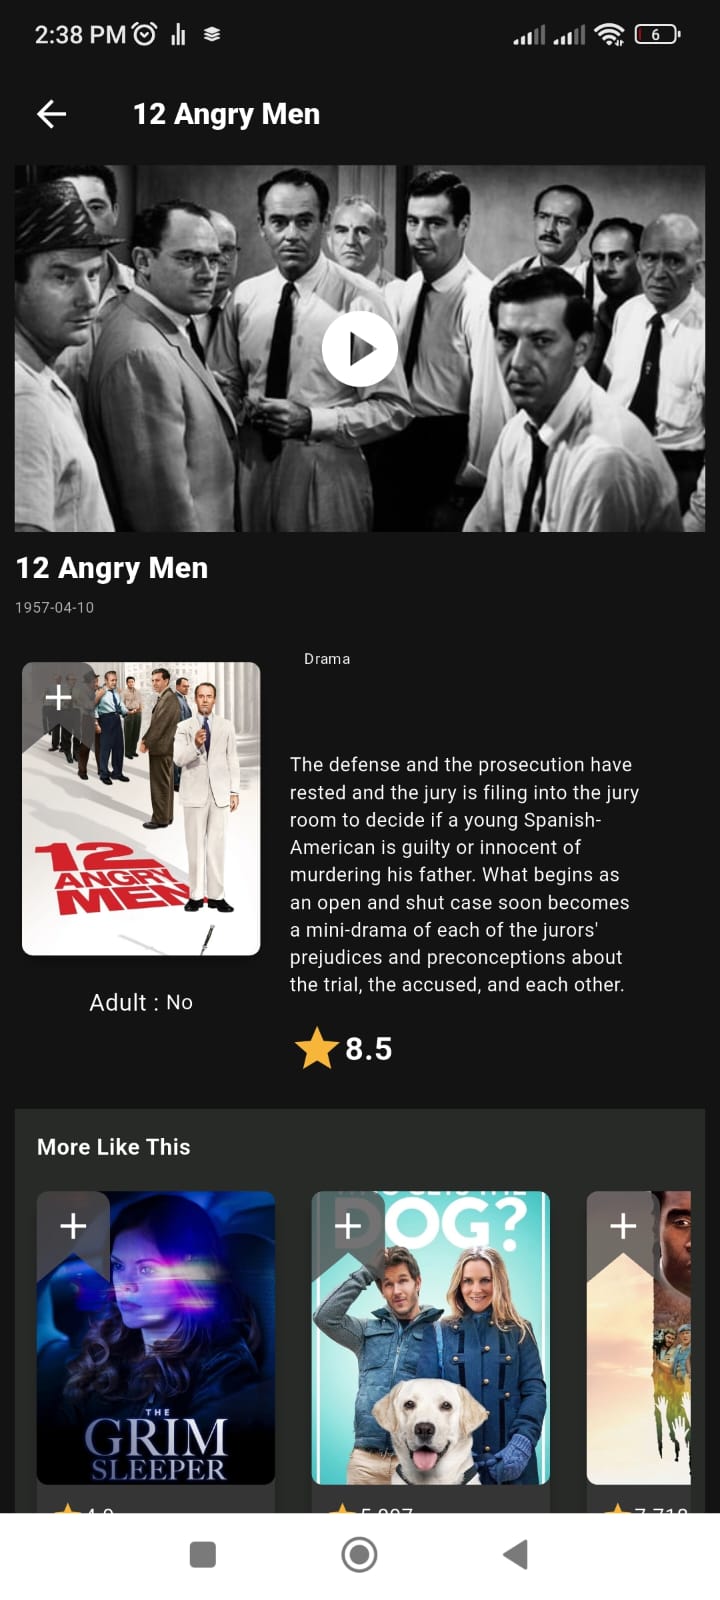 2:38 PM
6
12 Angry Men
12 Angry Men
1957-04-10
Drama
12
ANGRY
MEN
The defense and the prosecution have
rested and the jury is filing into the jury
room to decide if a young Spanish-
American is guilty or innocent of
murdering his father. What begins as
an open and shut case soon becomes
a mini-drama of each of the jurors'
prejudices and preconceptions about
the trial, the accused, and each other.
Adult : No
8.5
More Like This
THE
GRIM
SLEEPER
DOG?